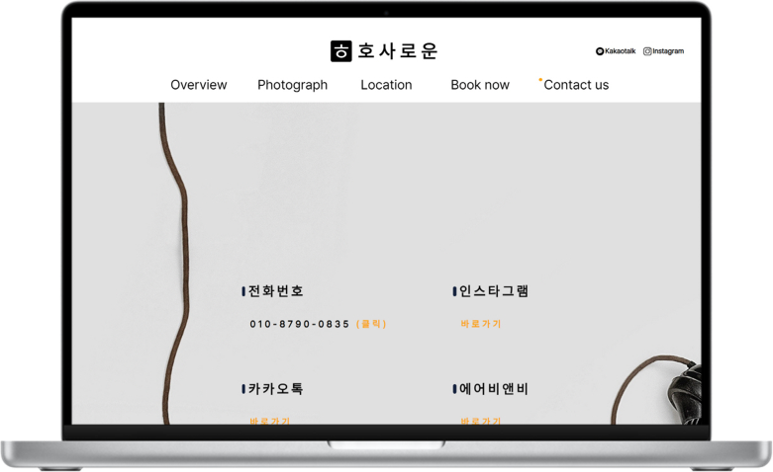 ㅎ 호사로운
Kakaotalk Instagram
Overview Photograph Location Book now Contact us
전화번호 인스타그램
010-8790-0835 (클릭) 바로가기
카카오톡 에어비앤비
바로가기 바로가기